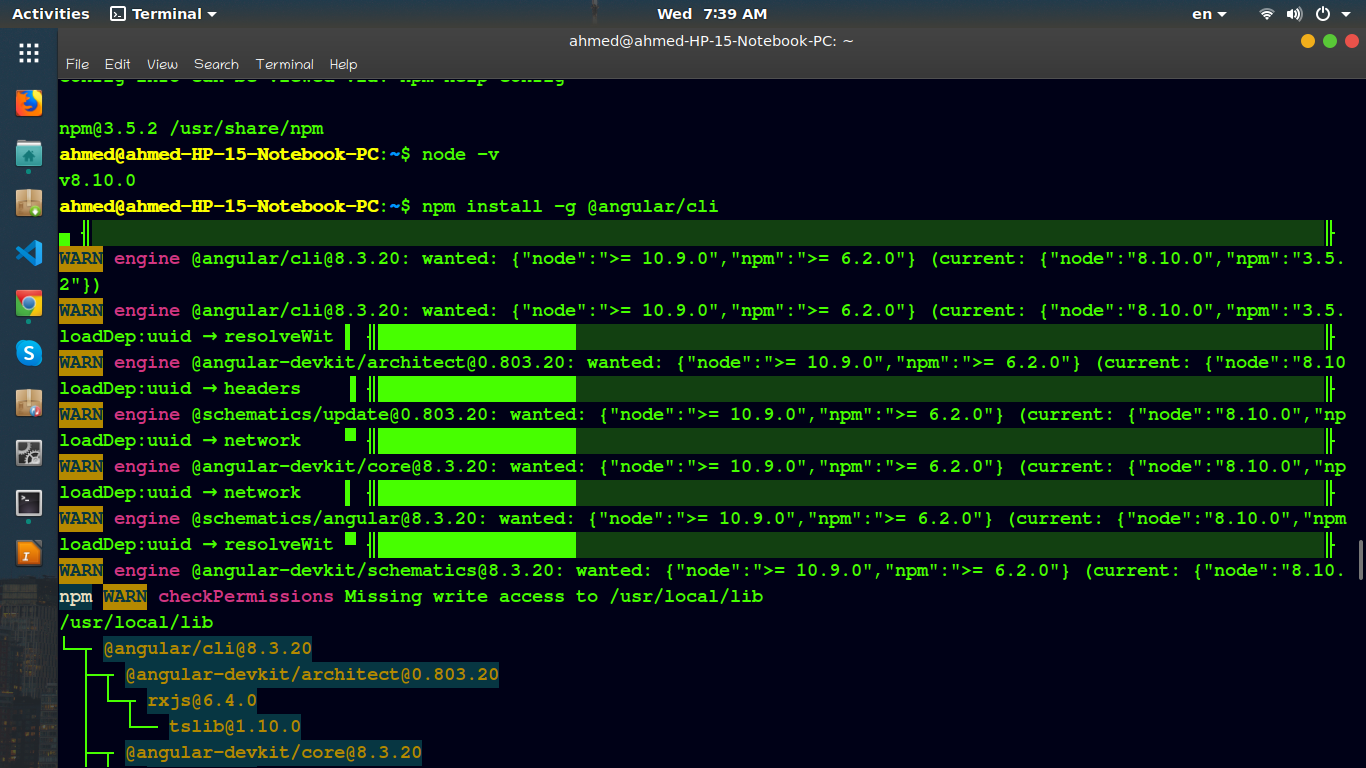 Activities Terminal Wed 7:39 AM en
ahmed@ahmed-HP-15-Notebook-PC: ~
File Edit View Search Terminal Help
config info can be viewed via: npm help config
npm@3.5.2 /usr/share/npm
ahmed@ahmed-HP-15-Notebook-PC:~$ node -v
v8.10.0
ahmed@ahmed-HP-15-Notebook-PC:~$ npm install -g @angular/cli
WARN engine @angular/cli@8.3.20: wanted: {"node":">= 10.9.0","npm":">= 6.2.0"} (current: {"node":"8.10.0","npm":"3.5.
2"})
WARN engine @angular/cli@8.3.20: wanted: {"node":">= 10.9.0","npm":">= 6.2.0"} (current: {"node":"8.10.0","npm":"3.5.
loadDep:uuid → resolveWit
WARN engine @angular-devkit/architect@0.803.20: wanted: {"node":">= 10.9.0","npm":">= 6.2.0"} (current: {"node":"8.10
loadDep:uuid → headers
WARN engine @schematics/update@0.803.20: wanted: {"node":">= 10.9.0","npm":">= 6.2.0"} (current: {"node":"8.10.0","np
loadDep:uuid → network
WARN engine @angular-devkit/core@8.3.20: wanted: {"node":">= 10.9.0","npm":">= 6.2.0"} (current: {"node":"8.10.0","np
loadDep:uuid → network
WARN engine @schematics/angular@8.3.20: wanted: {"node":">= 10.9.0","npm":">= 6.2.0"} (current: {"node":"8.10.0","npm
loadDep:uuid → resolveWit
WARN engine @angular-devkit/schematics@8.3.20: wanted: {"node":">= 10.9.0","npm":">= 6.2.0"} (current: {"node":"8.10.
npm WARN checkPermissions Missing write access to /usr/local/lib
/usr/local/lib
@angular/cli@8.3.20
@angular-devkit/architect@0.803.20
rxjs@6.4.0
tslib@1.10.0
@angular-devkit/core@8.3.20